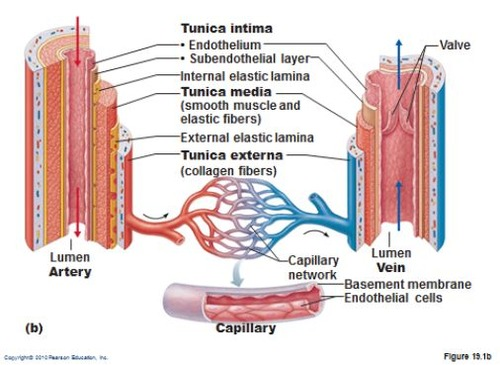 Tunica intima
• Endothelium
• Subendothelial layer
Internal elastic lamina
Tunica media
(smooth muscle and
elastic fibers)
External elastic lamina
Tunica externa
(collagen fibers)
Valve
Lumen
Artery
Capillary
network
Lumen
Vein
Basement membrane
Endothelial cells
(b)
Capillary
Copyright © 2010 Pearson Education, Inc.
Figure 19.1b